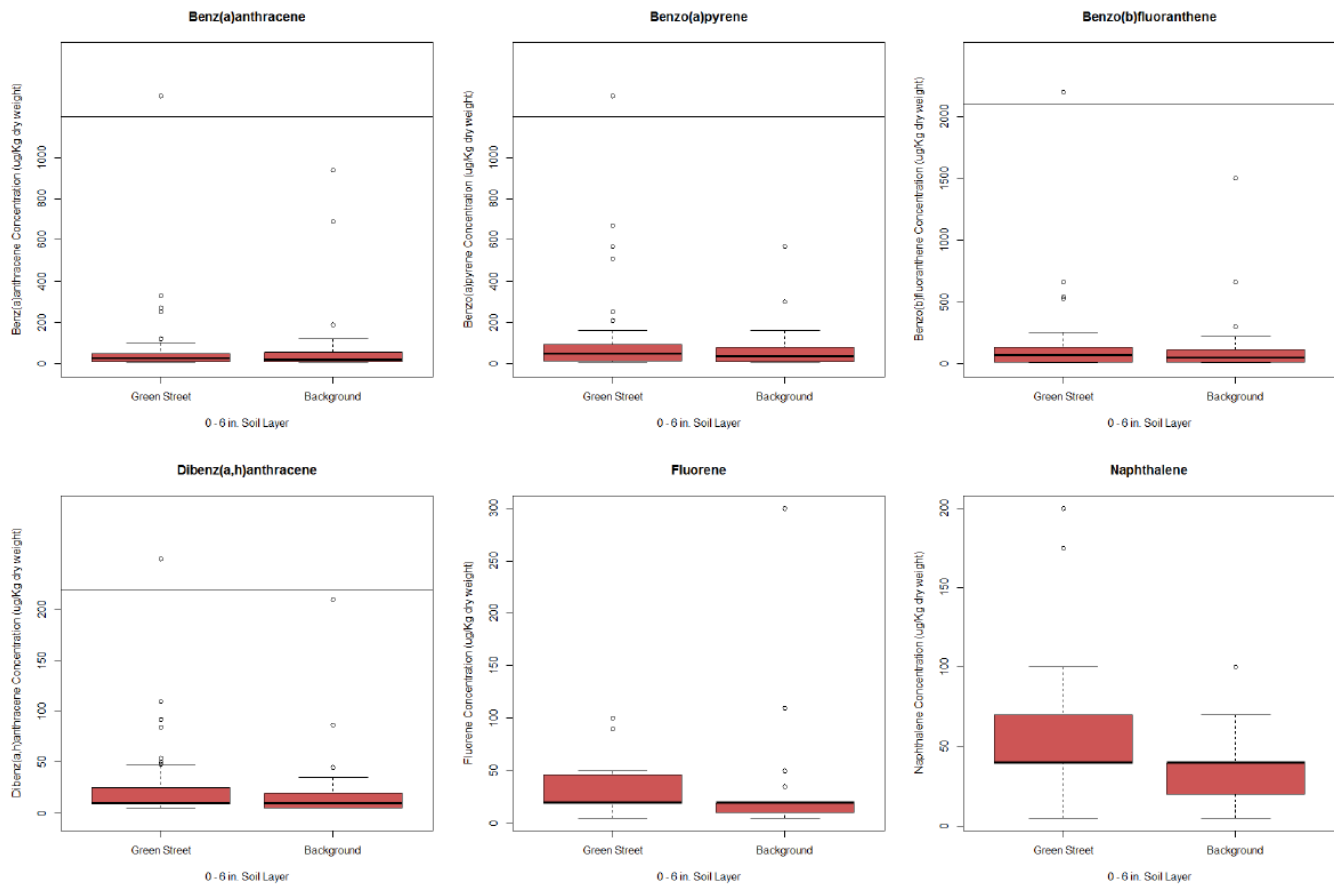 Benz(a)anthracene
Benz(a)anthracene Concentration (ug/Kg dry weight)
0
200
400
600
800
1000
Green Street
Background
0 - 6 in. Soil Layer
Benzo(a)pyrene
Benzo(a)pyrene Concentration (ug/Kg dry weight)
0
200
400
600
800
1000
Green Street
Background
0 - 6 in. Soil Layer
Benzo(b)fluoranthene
Benzo(b)fluoranthene Concentration (ug/Kg dry weight)
0
500
1000
1500
2000
Green Street
Background
0 - 6 in. Soil Layer
Dibenz(a,h)anthracene
Dibenz(a,h)anthracene Concentration (ug/Kg dry weight)
0
50
100
150
200
Green Street
Background
0 - 6 in. Soil Layer
Fluorene
Fluorene Concentration (ug/Kg dry weight)
0
50
100
150
200
250
300
Green Street
Background
0 - 6 in. Soil Layer
Naphthalene
Naphthalene Concentration (ug/Kg dry weight)
0
50
100
150
200
Green Street
Background
0 - 6 in. Soil Layer